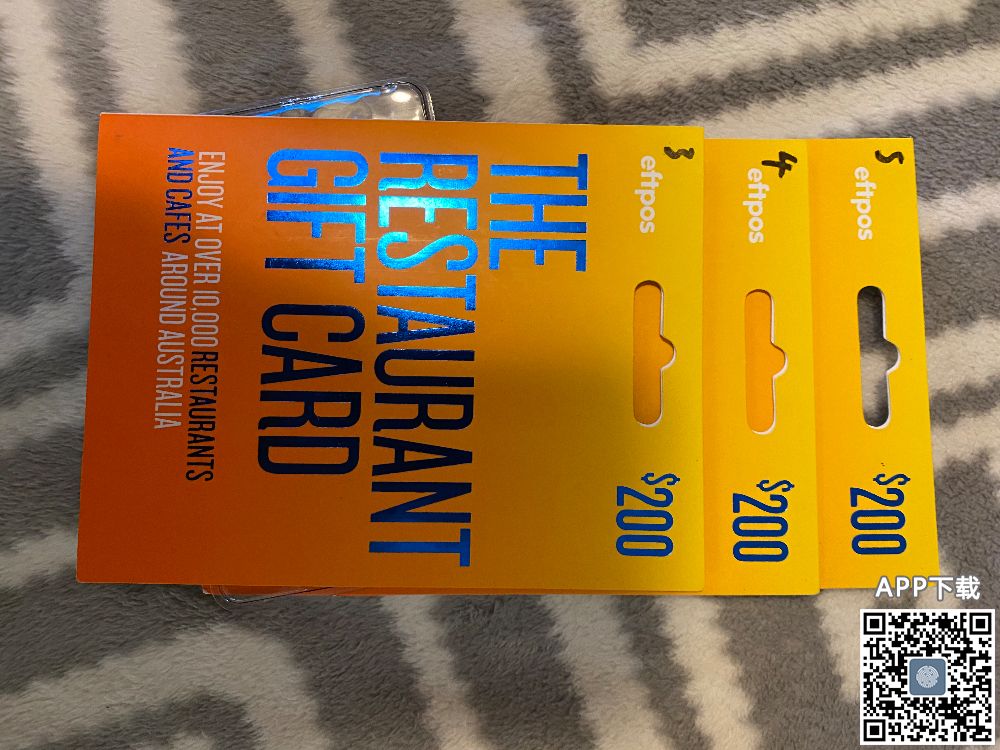 THE
RESTAURANT
GIFT CARD
ENJOY AT OVER 10,000 RESTAURANTS
AND CAFES AROUND AUSTRALIA
3
eftpos
$200
4
eftpos
$200
5
eftpos
$200
APP下载